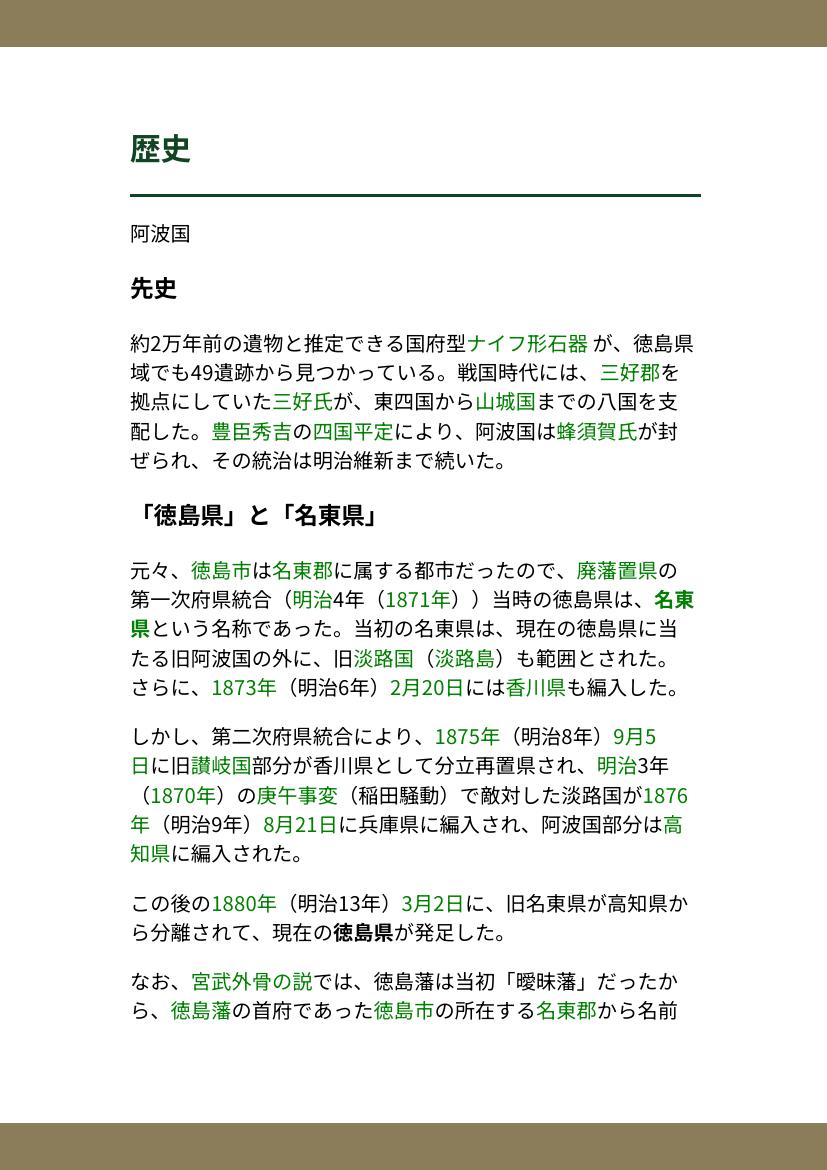 歴史
阿波国
先史
約2万年前の遺物と推定できる国府型ナイフ形石器 が、徳島県
域でも49遺跡から見つかっている。戦国時代には、三好郡を
拠点にしていた三好氏が、東四国から山城国までの八国を支
配した。豊臣秀吉の四国平定により、阿波国は蜂須賀氏が封
ぜられ、その統治は明治維新まで続いた。
「徳島県」と「名東県」
元々、徳島市は名東郡に属する都市だったので、廃藩置県の
第一次府県統合（明治4年（1871年））当時の徳島県は、名東
県という名称であった。当初の名東県は、現在の徳島県に当
たる旧阿波国の外に、旧淡路国（淡路島）も範囲とされた。
さらに、1873年（明治6年）2月20日には香川県も編入した。
しかし、第二次府県統合により、1875年（明治8年）9月5
日に旧讃岐国部分が香川県として分立再置県され、明治3年
（1870年）の庚午事変（稲田騒動）で敵対した淡路国が1876
年（明治9年）8月21日に兵庫県に編入され、阿波国部分は高
知県に編入された。
この後の1880年（明治13年）3月2日に、旧名東県が高知県か
ら分離されて、現在の徳島県が発足した。
なお、宮武外骨の説では、徳島藩は当初「曖昧藩」だったか
ら、徳島藩の首府であった徳島市の所在する名東郡から名前